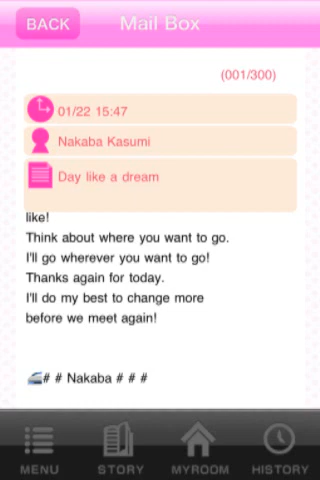 BACK
Mail Box
(001/300)
01/22 15:47
Nakaba Kasumi
Day like a dream
like!
Think about where you want to go.
I'll go wherever you want to go!
Thanks again for today.
I'll do my best to change more
before we meet again!
🚄# # Nakaba # # #
MENU
STORY
MYROOM
HISTORY